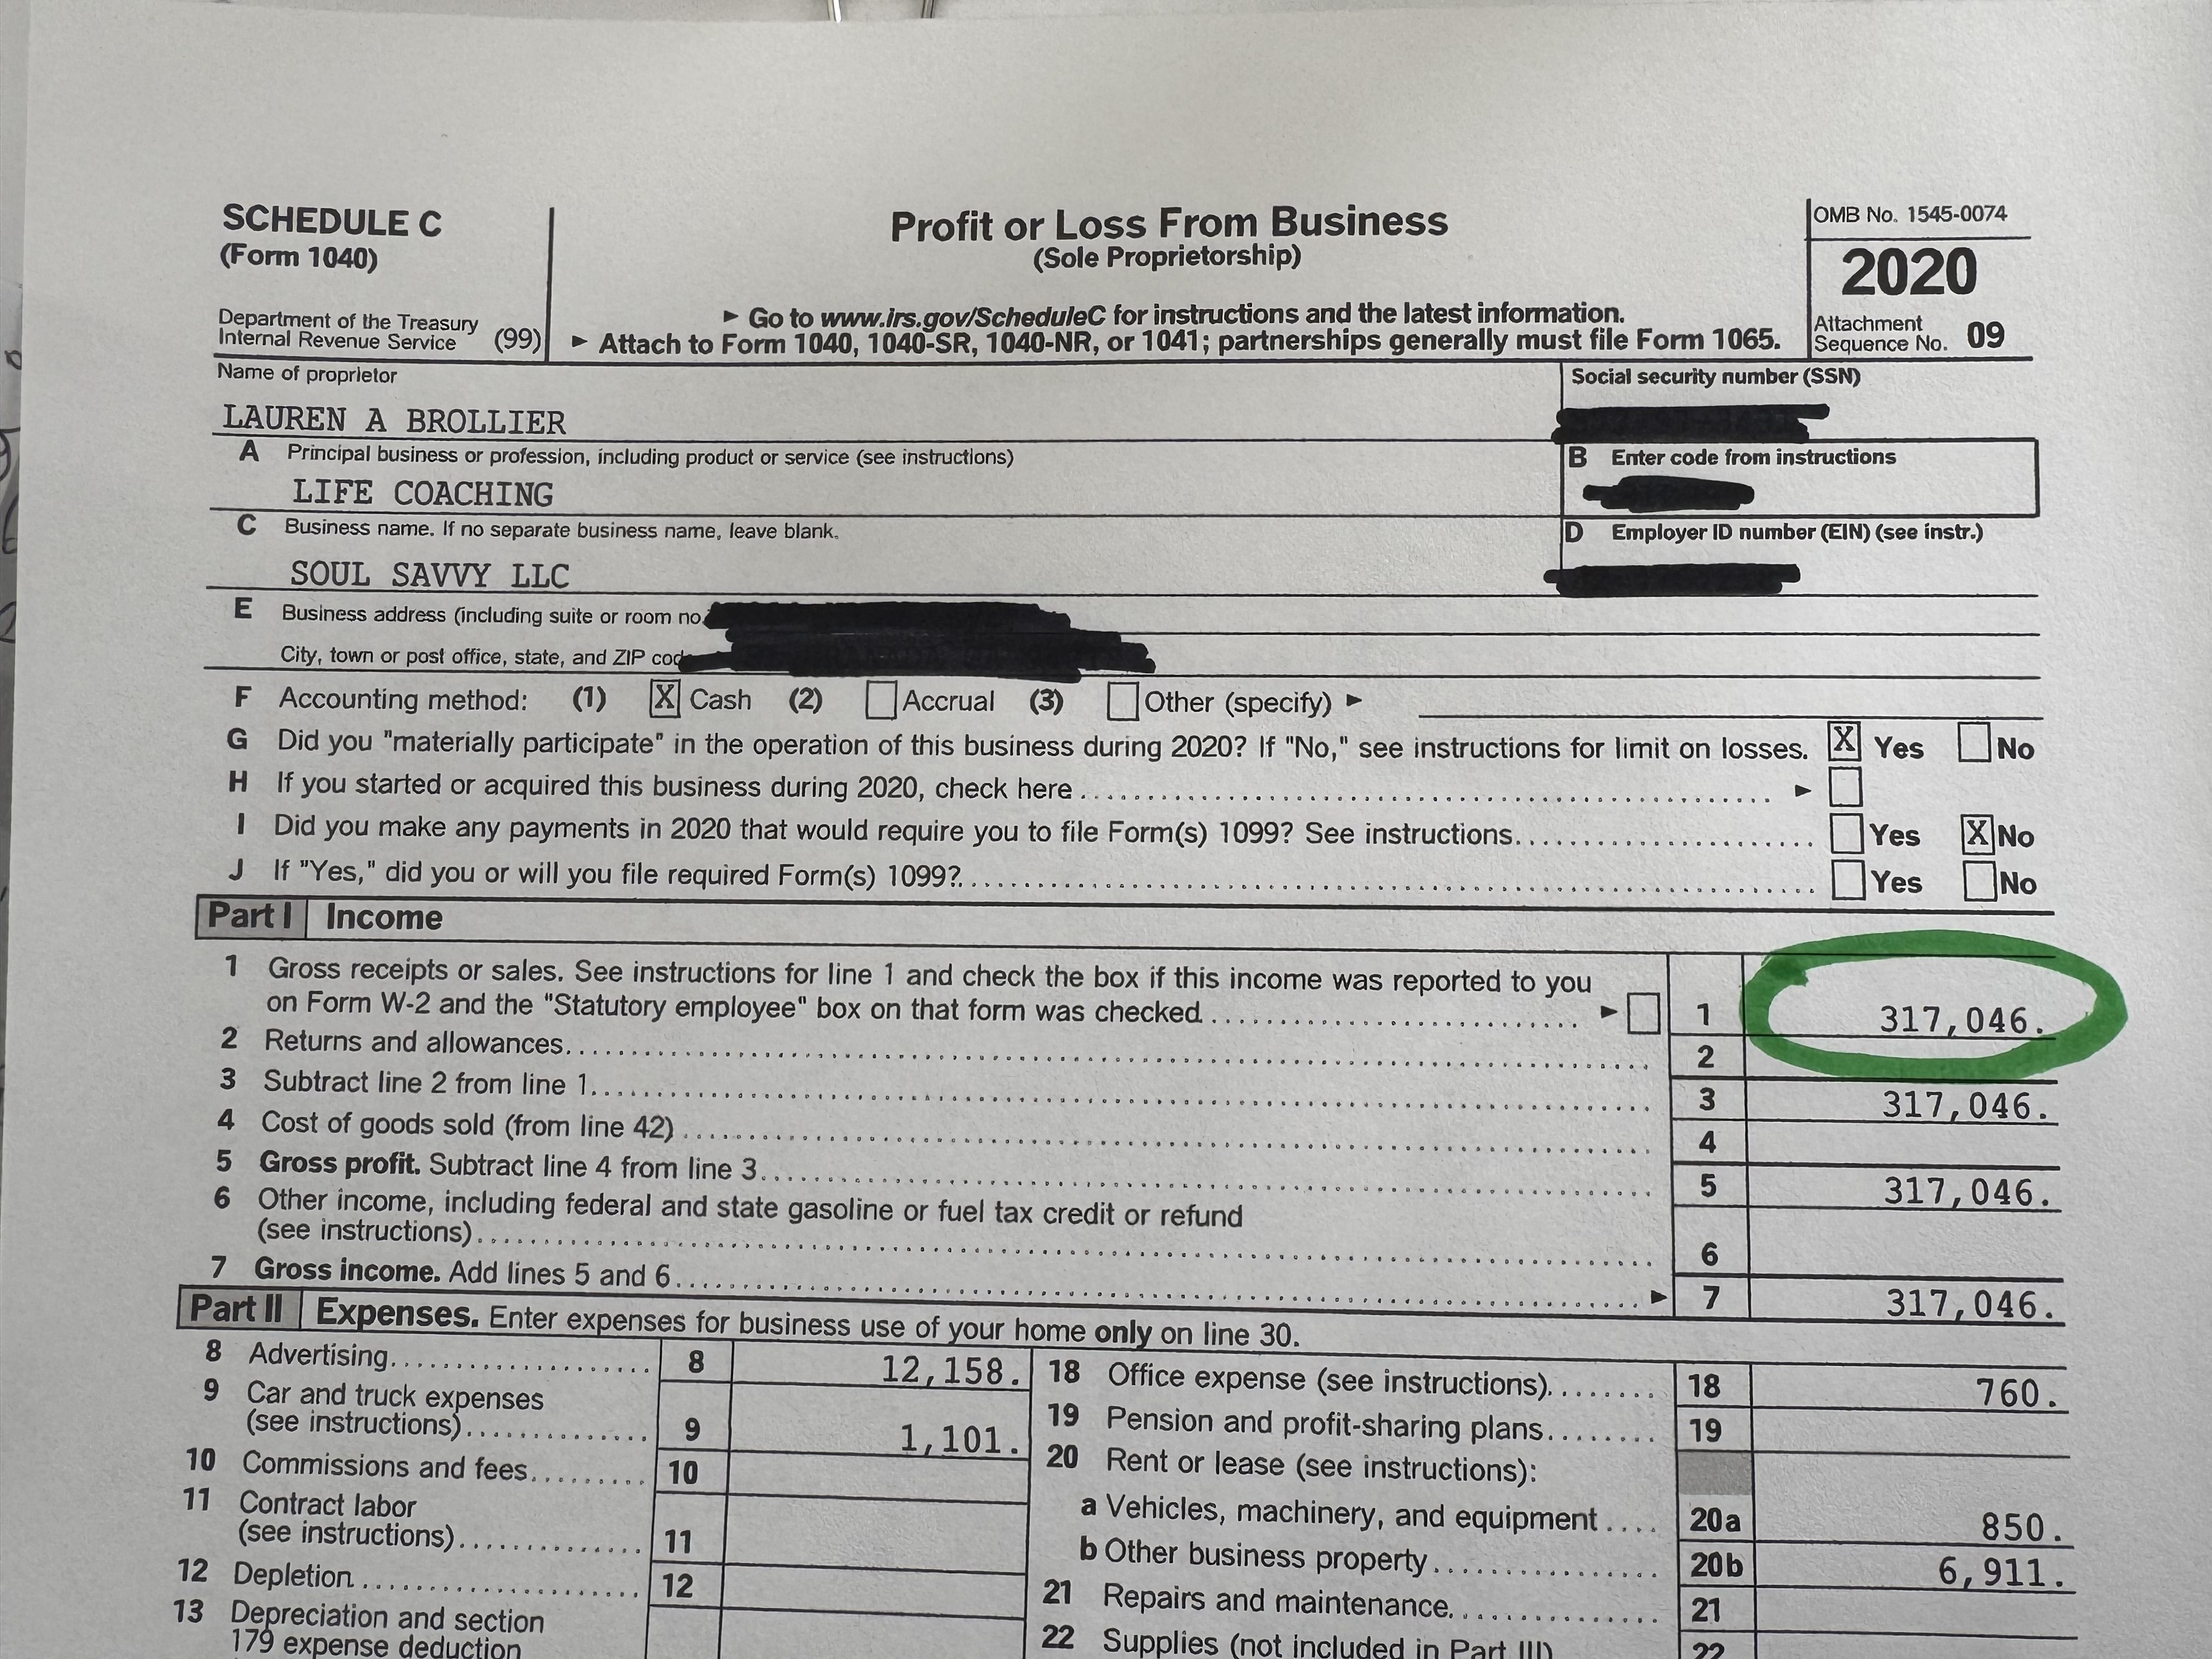 SCHEDULE C
(Form 1040)
Department of the Treasury
Internal Revenue Service (99)
Profit or Loss From Business
(Sole Proprietorship)
► Go to www.irs.gov/ScheduleC for instructions and the latest information.
► Attach to Form 1040, 1040-SR, 1040-NR, or 1041; partnerships generally must file Form 1065.
OMB No. 1545-0074
2020
Attachment
Sequence No. 09
Name of proprietor
Social security number (SSN)
LAUREN A BROLLIER
A Principal business or profession, including product or service (see instructions)
B Enter code from instructions
LIFE COACHING
C Business name. If no separate business name, leave blank.
D Employer ID number (EIN) (see instr.)
SOUL SAVVY LLC
E Business address (including suite or room no.
City, town or post office, state, and ZIP code
F Accounting method: (1) X Cash (2) Accrual (3) Other (specify) ►
G Did you "materially participate" in the operation of this business during 2020? If "No," see instructions for limit on losses. X Yes No
H If you started or acquired this business during 2020, check here ►
I Did you make any payments in 2020 that would require you to file Form(s) 1099? See instructions. Yes X No
J If "Yes," did you or will you file required Form(s) 1099? Yes No
Part I Income
1 Gross receipts or sales. See instructions for line 1 and check the box if this income was reported to you
on Form W-2 and the "Statutory employee" box on that form was checked ► 1 317,046.
2 Returns and allowances 2
3 Subtract line 2 from line 1 3 317,046.
4 Cost of goods sold (from line 42) 4
5 Gross profit. Subtract line 4 from line 3 5 317,046.
6 Other income, including federal and state gasoline or fuel tax credit or refund
(see instructions) 6
7 Gross income. Add lines 5 and 6 ► 7 317,046.
Part II Expenses. Enter expenses for business use of your home only on line 30.
8 Advertising 8 12,158.
9 Car and truck expenses
(see instructions) 9 1,101.
10 Commissions and fees 10
11 Contract labor
(see instructions) 11
12 Depletion 12
13 Depreciation and section
179 expense deduction
18 Office expense (see instructions) 18 760.
19 Pension and profit-sharing plans 19
20 Rent or lease (see instructions):
a Vehicles, machinery, and equipment 20a 850.
b Other business property 20b 6,911.
21 Repairs and maintenance 21
22 Supplies (not included in Part III) 22